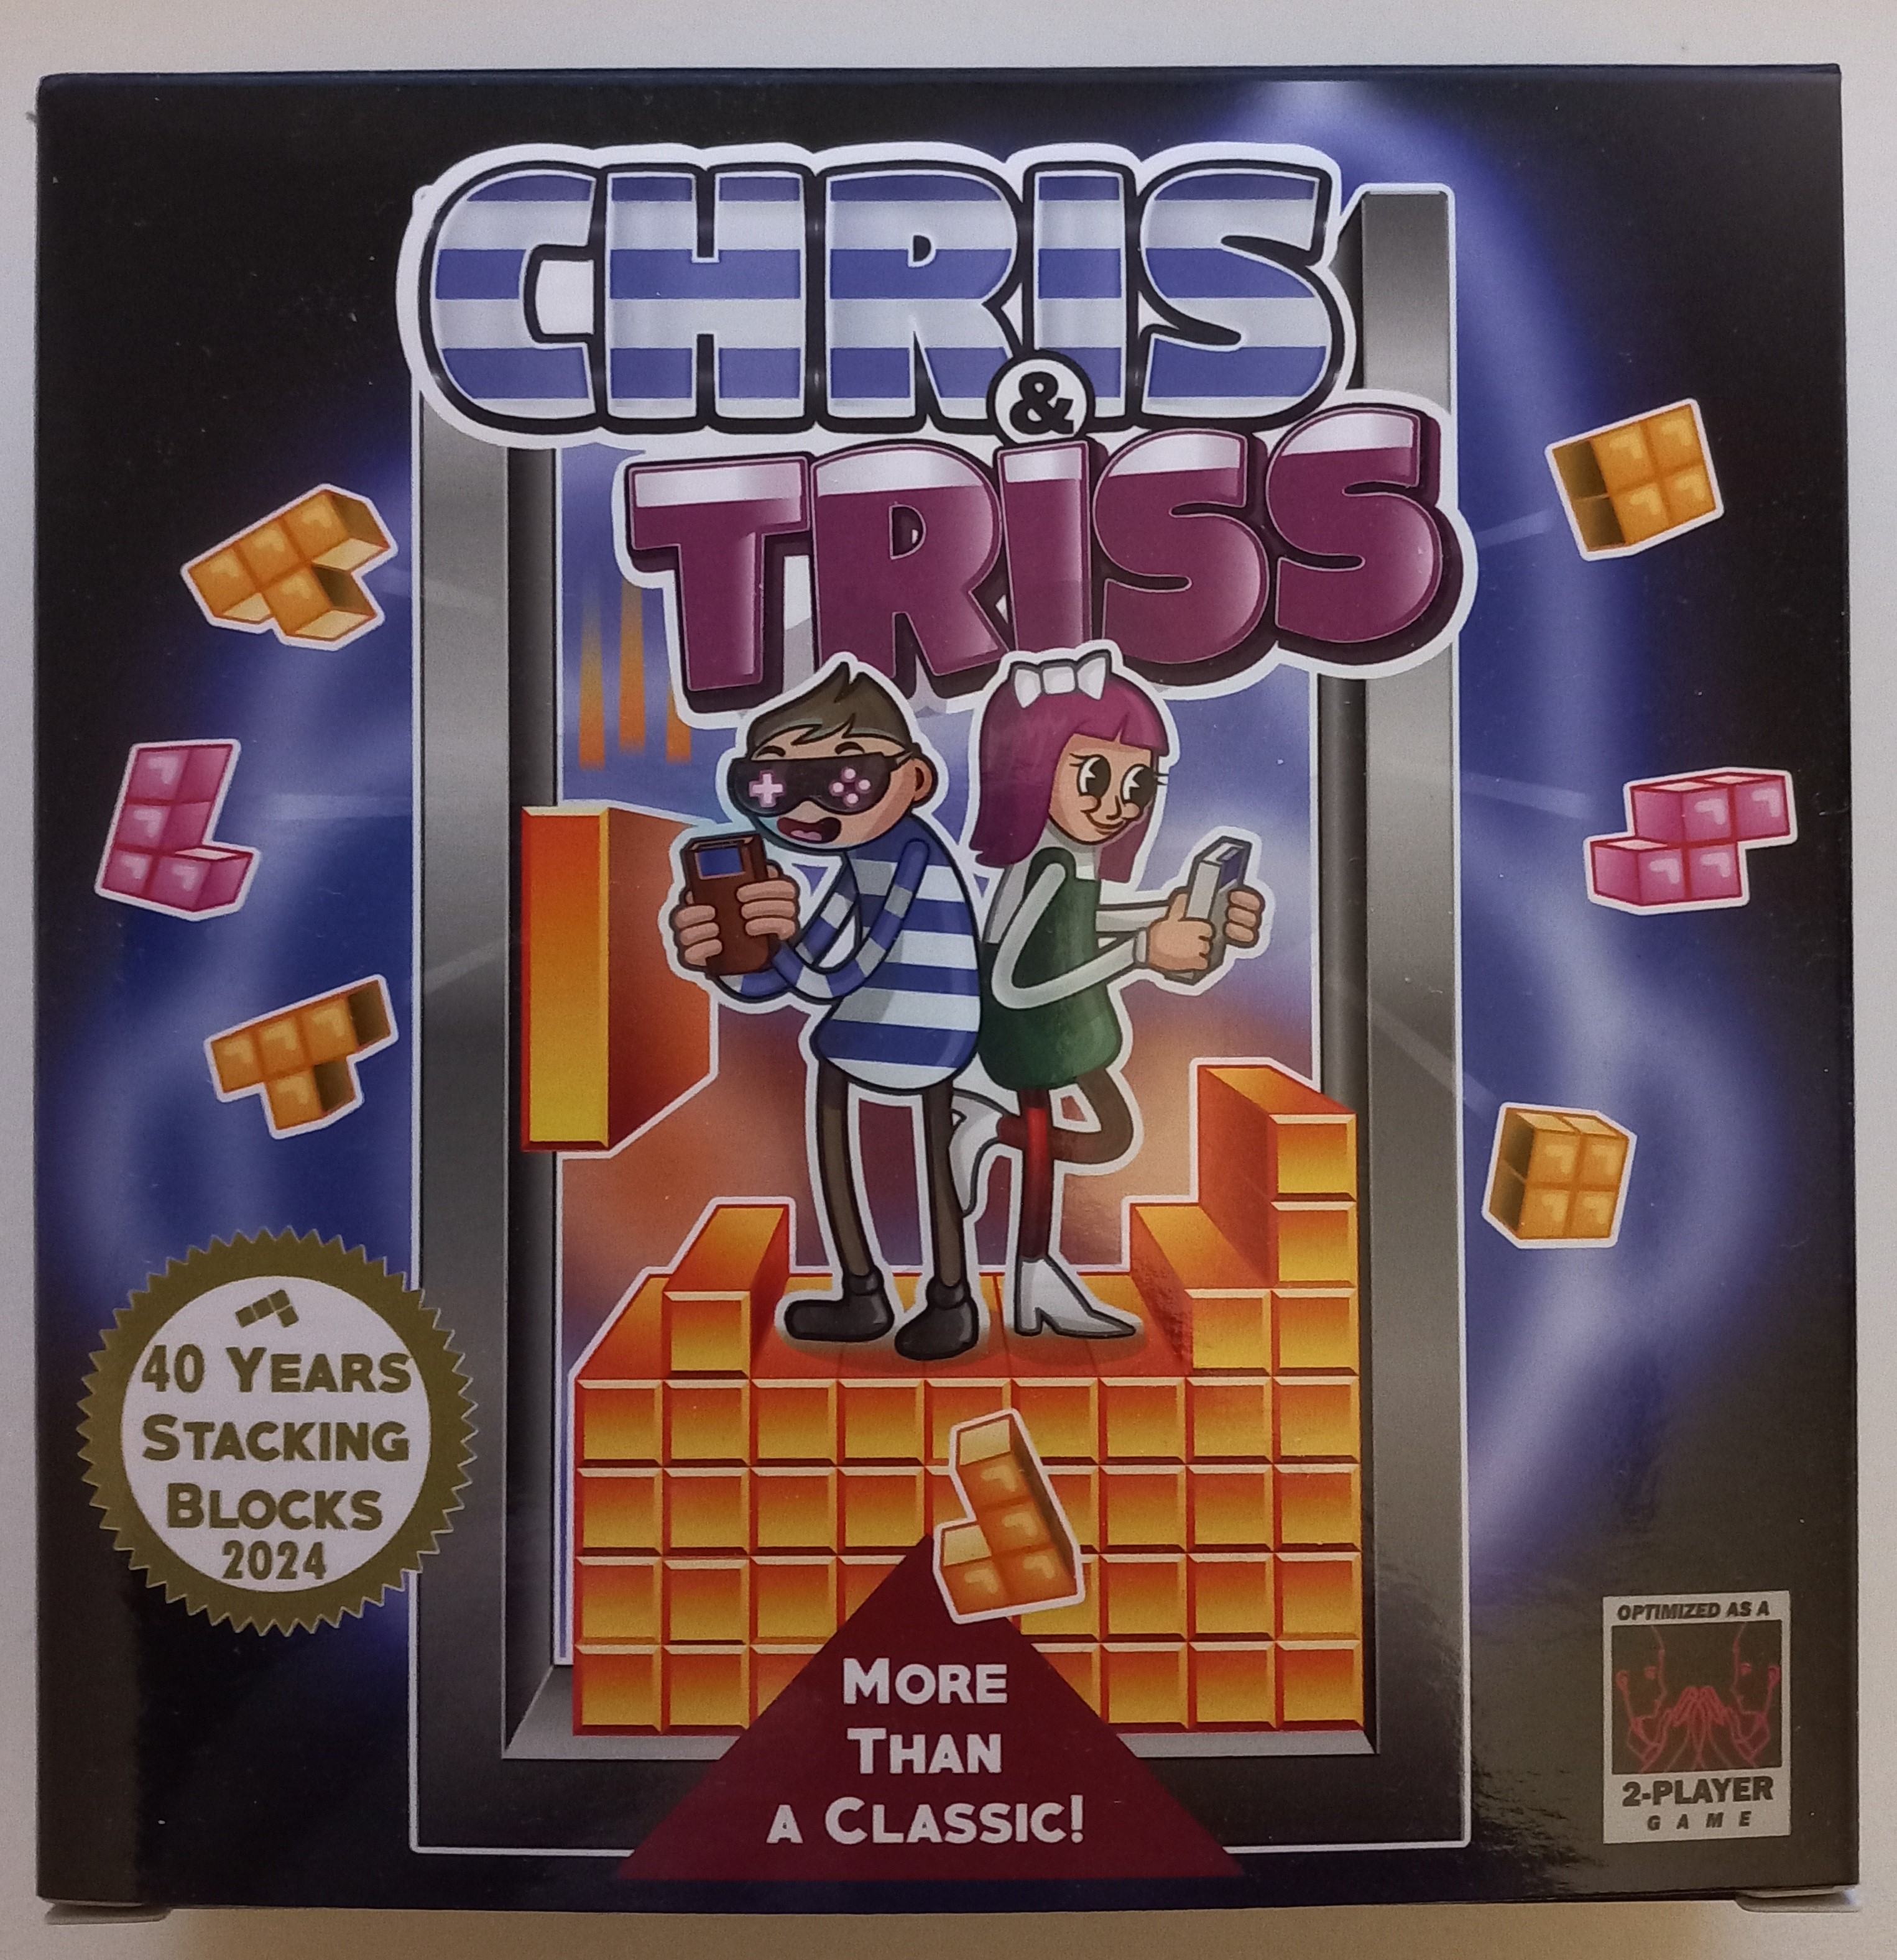 CHRIS
&
TRISS
40 YEARS
STACKING
BLOCKS
2024
MORE
THAN
A CLASSIC!
OPTIMIZED AS A
2-PLAYER
GAME